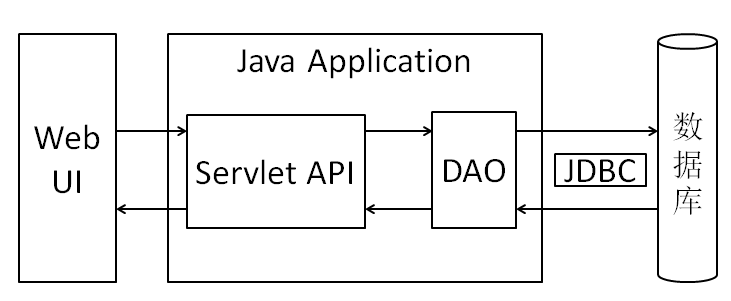 Java Application
Web
UI
Servlet API
DAO
JDBC
数
据
库